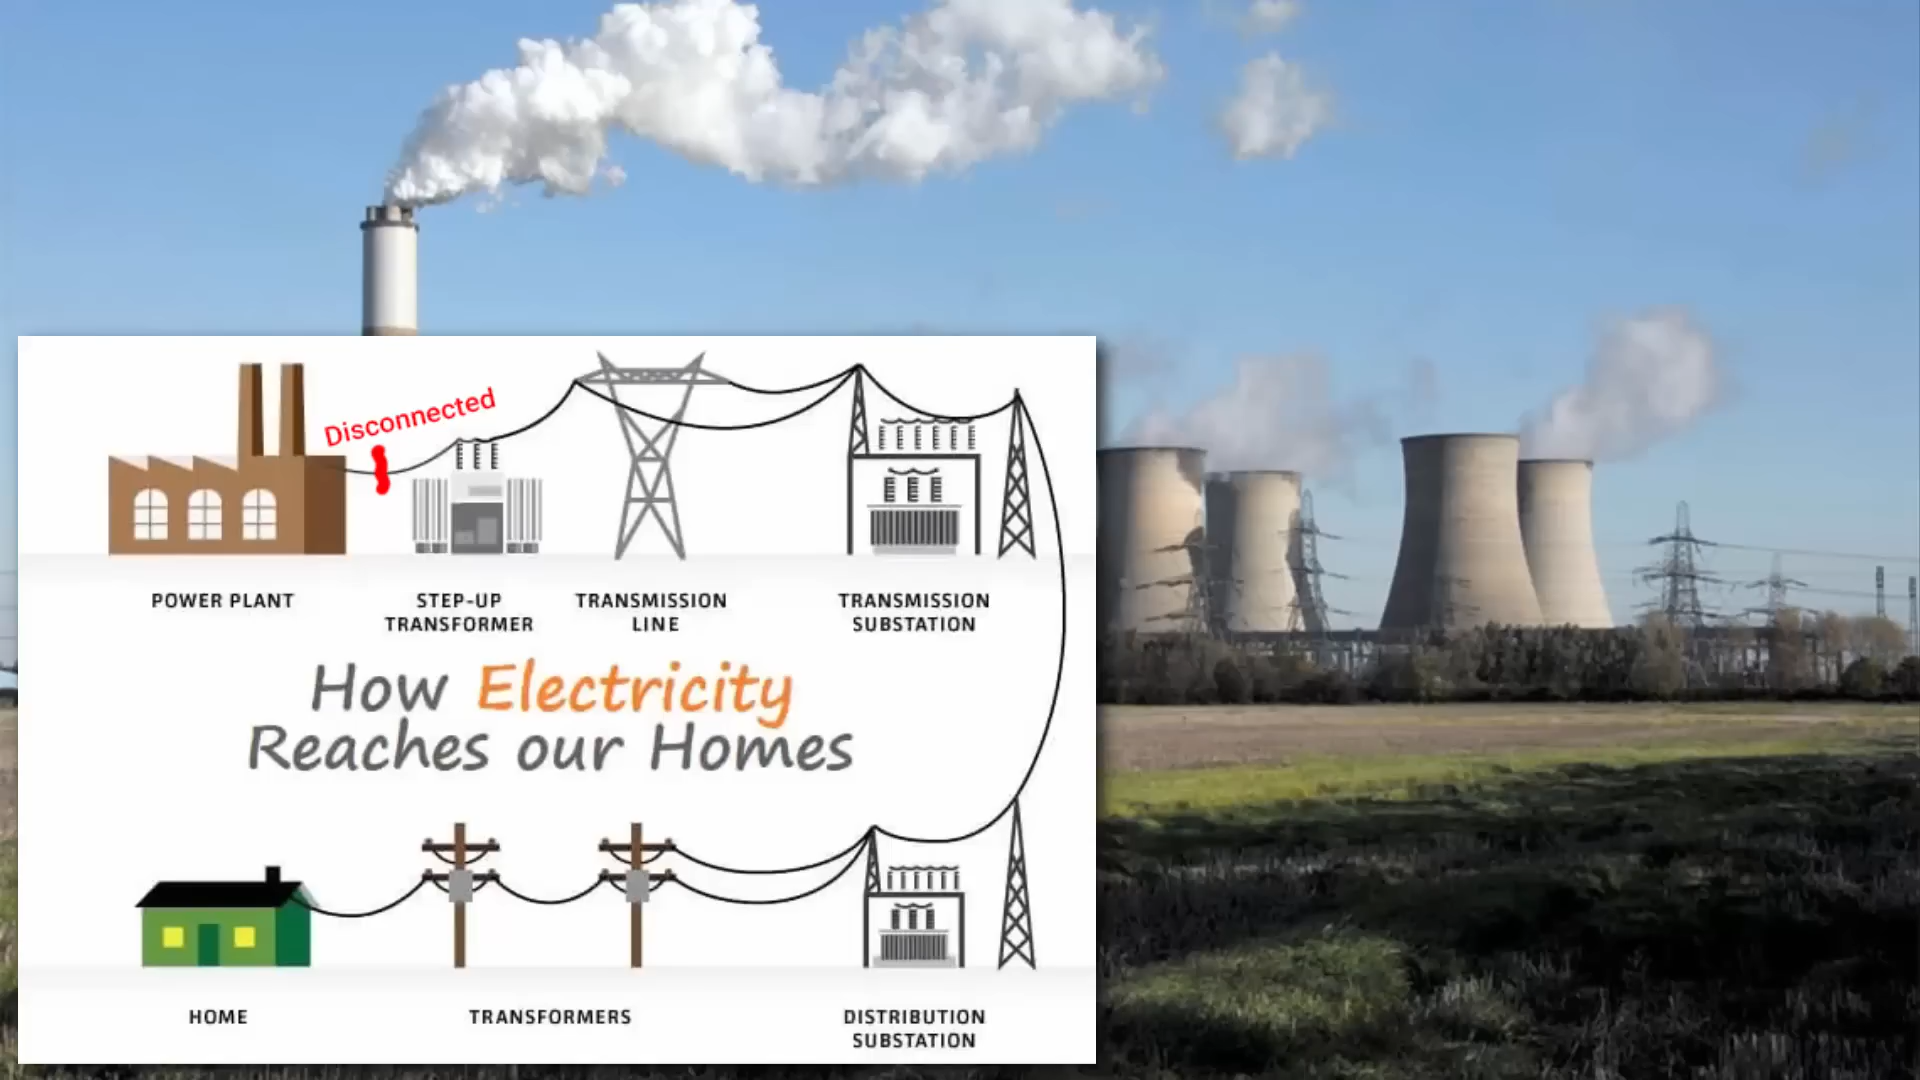 Disconnected
POWER PLANT
STEP-UP
TRANSFORMER
TRANSMISSION
LINE
TRANSMISSION
SUBSTATION
How Electricity
Reaches our Homes
HOME
TRANSFORMERS
DISTRIBUTION
SUBSTATION